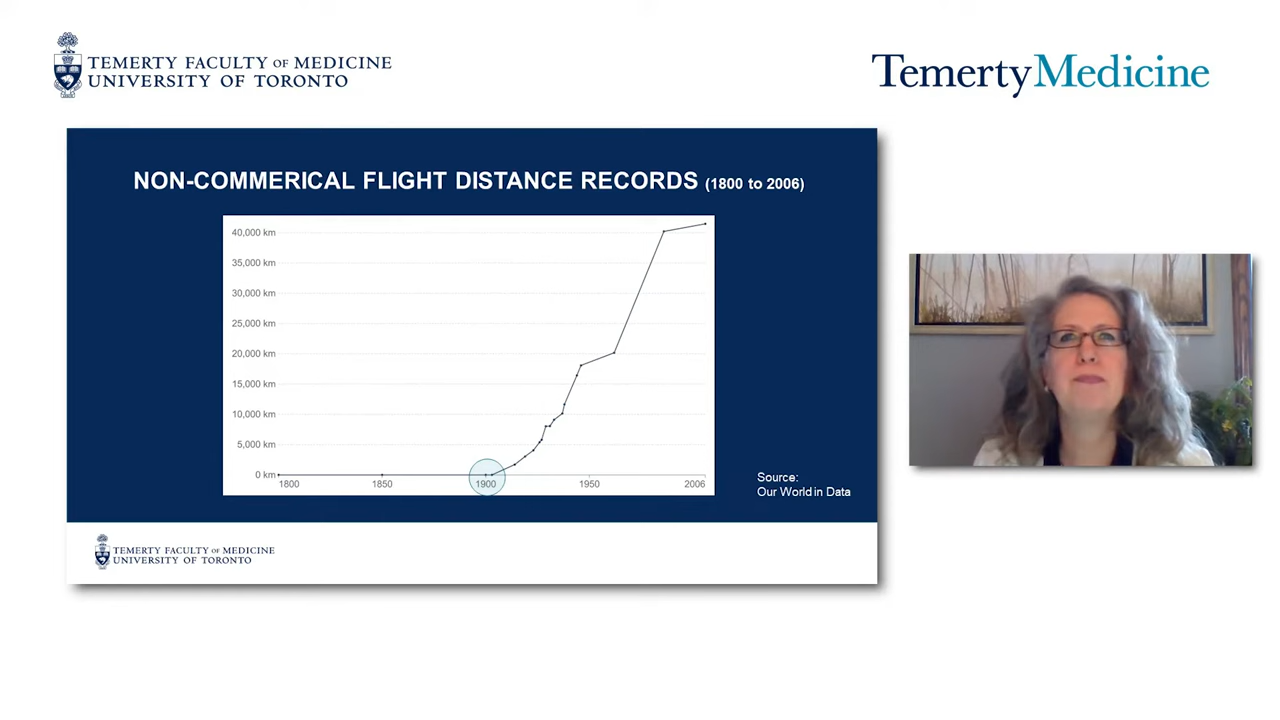 TEMERTY FACULTY OF MEDICINE
UNIVERSITY OF TORONTO
TemertyMedicine
NON-COMMERICAL FLIGHT DISTANCE RECORDS (1800 to 2006)
40,000 km
35,000 km
30,000 km
25,000 km
20,000 km
15,000 km
10,000 km
5,000 km
0 km
1800 1850 1900 1950 2006
Source:
Our World in Data
TEMERTY FACULTY OF MEDICINE
UNIVERSITY OF TORONTO